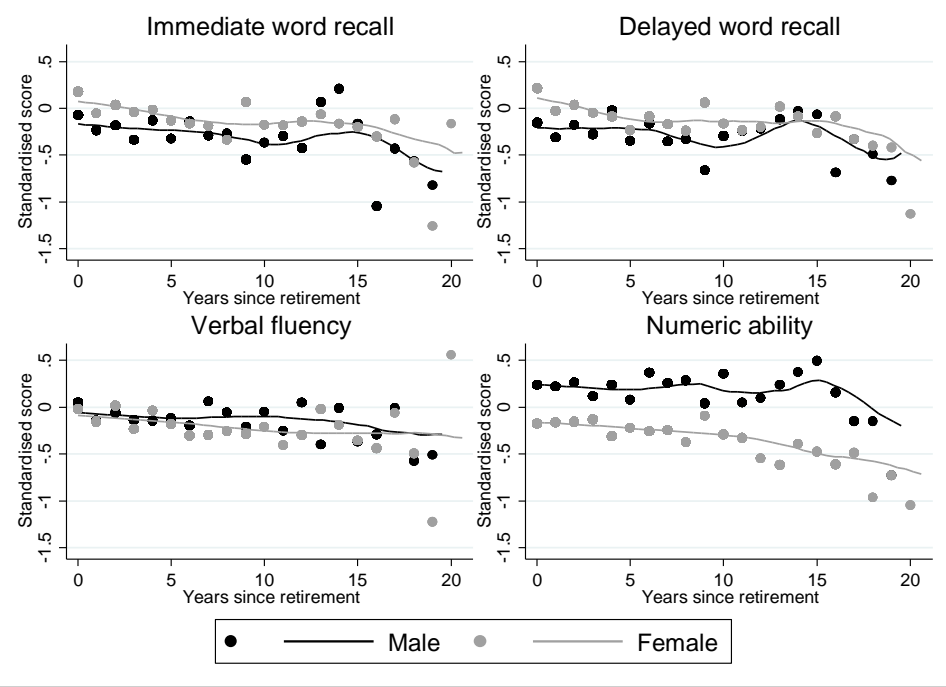 Immediate word recall
Delayed word recall
Standardised score
.5
0
-.5
-1
-1.5
0 5 10 15 20
Years since retirement
Standardised score
.5
0
-.5
-1
-1.5
0 5 10 15 20
Years since retirement
Verbal fluency
Numeric ability
Standardised score
.5
0
-.5
-1
-1.5
0 5 10 15 20
Years since retirement
Standardised score
.5
0
-.5
-1
-1.5
0 5 10 15 20
Years since retirement
Male Female